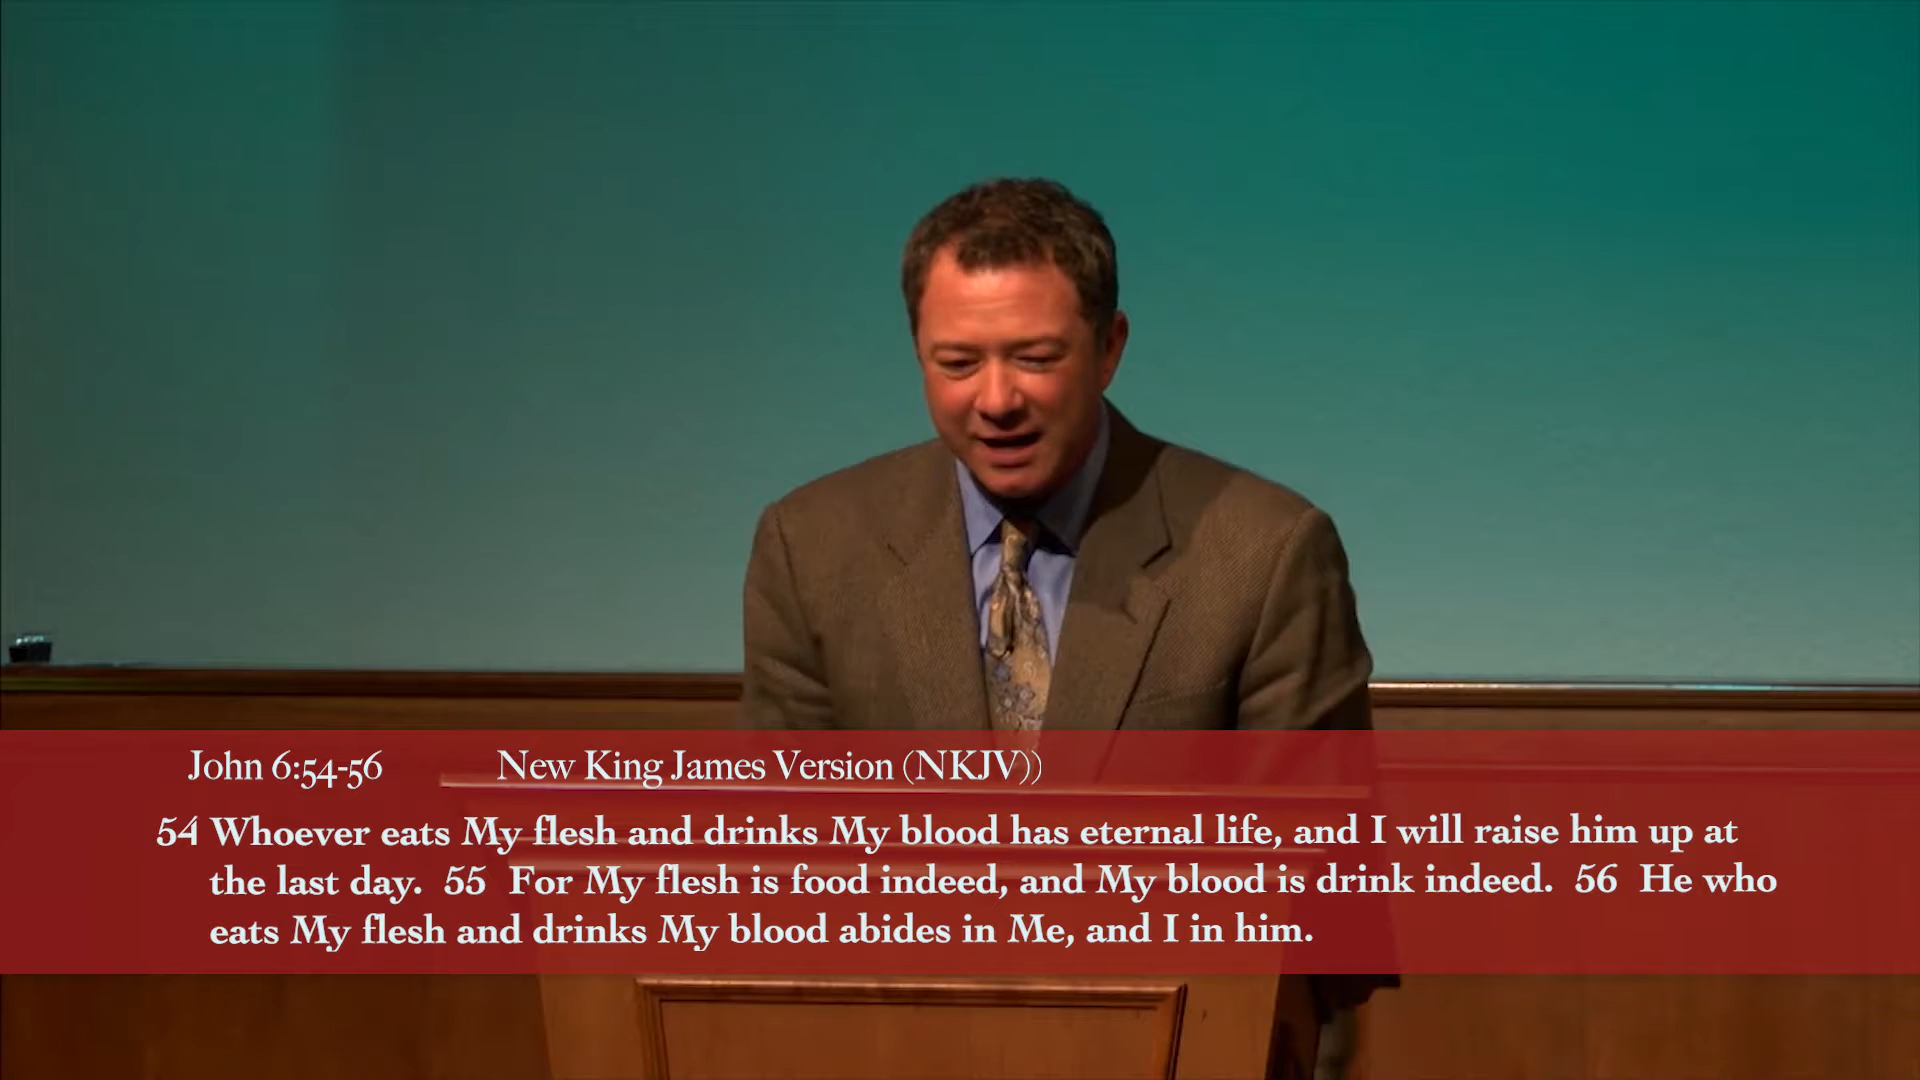 John 6:54-56 New King James Version (NKJV))
54 Whoever eats My flesh and drinks My blood has eternal life, and I will raise him up at
the last day. 55 For My flesh is food indeed, and My blood is drink indeed. 56 He who
eats My flesh and drinks My blood abides in Me, and I in him.